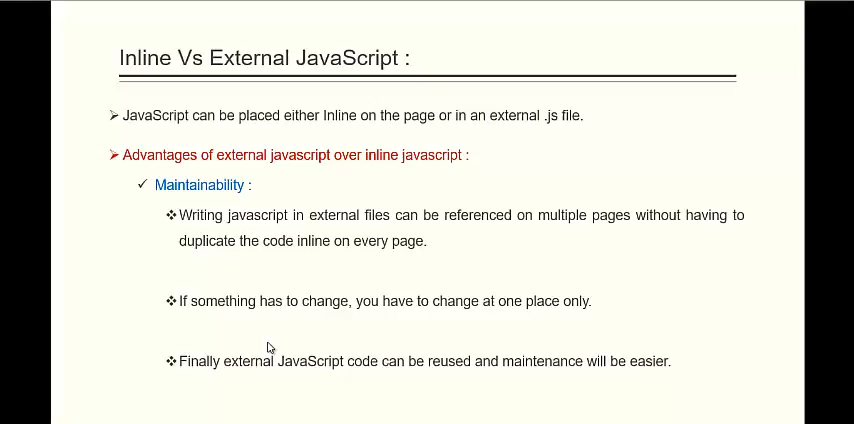 Inline Vs External JavaScript :
JavaScript can be placed either Inline on the page or in an external .js file.
Advantages of external javascript over inline javascript :
Maintainability :
Writing javascript in external files can be referenced on multiple pages without having to
duplicate the code inline on every page.
If something has to change, you have to change at one place only.
Finally external JavaScript code can be reused and maintenance will be easier.